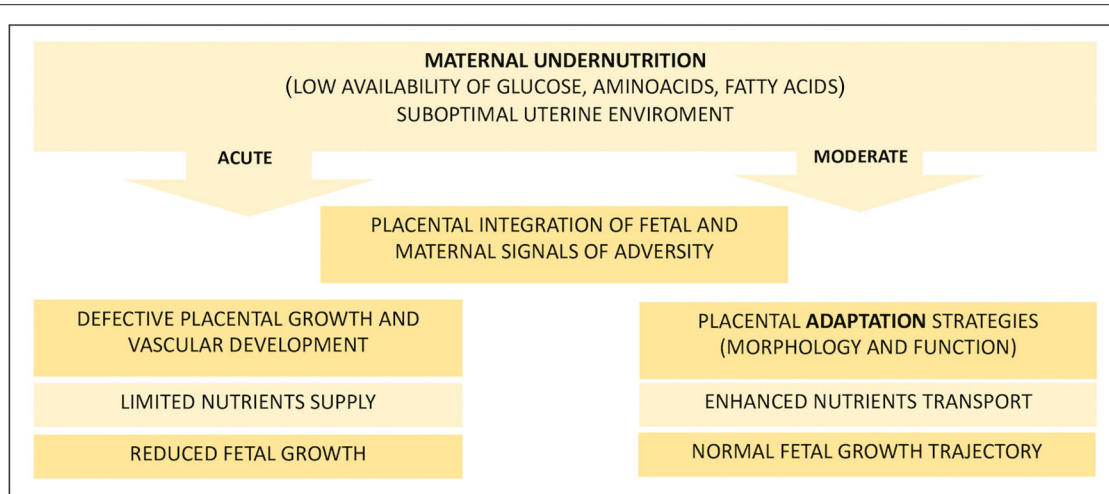 MATERNAL UNDERNUTRITION
(LOW AVAILABILITY OF GLUCOSE, AMINOACIDS, FATTY ACIDS)
SUBOPTIMAL UTERINE ENVIROMENT
ACUTE
MODERATE
PLACENTAL INTEGRATION OF FETAL AND
MATERNAL SIGNALS OF ADVERSITY
DEFECTIVE PLACENTAL GROWTH AND
VASCULAR DEVELOPMENT
LIMITED NUTRIENTS SUPPLY
REDUCED FETAL GROWTH
PLACENTAL ADAPTATION STRATEGIES
(MORPHOLOGY AND FUNCTION)
ENHANCED NUTRIENTS TRANSPORT
NORMAL FETAL GROWTH TRAJECTORY